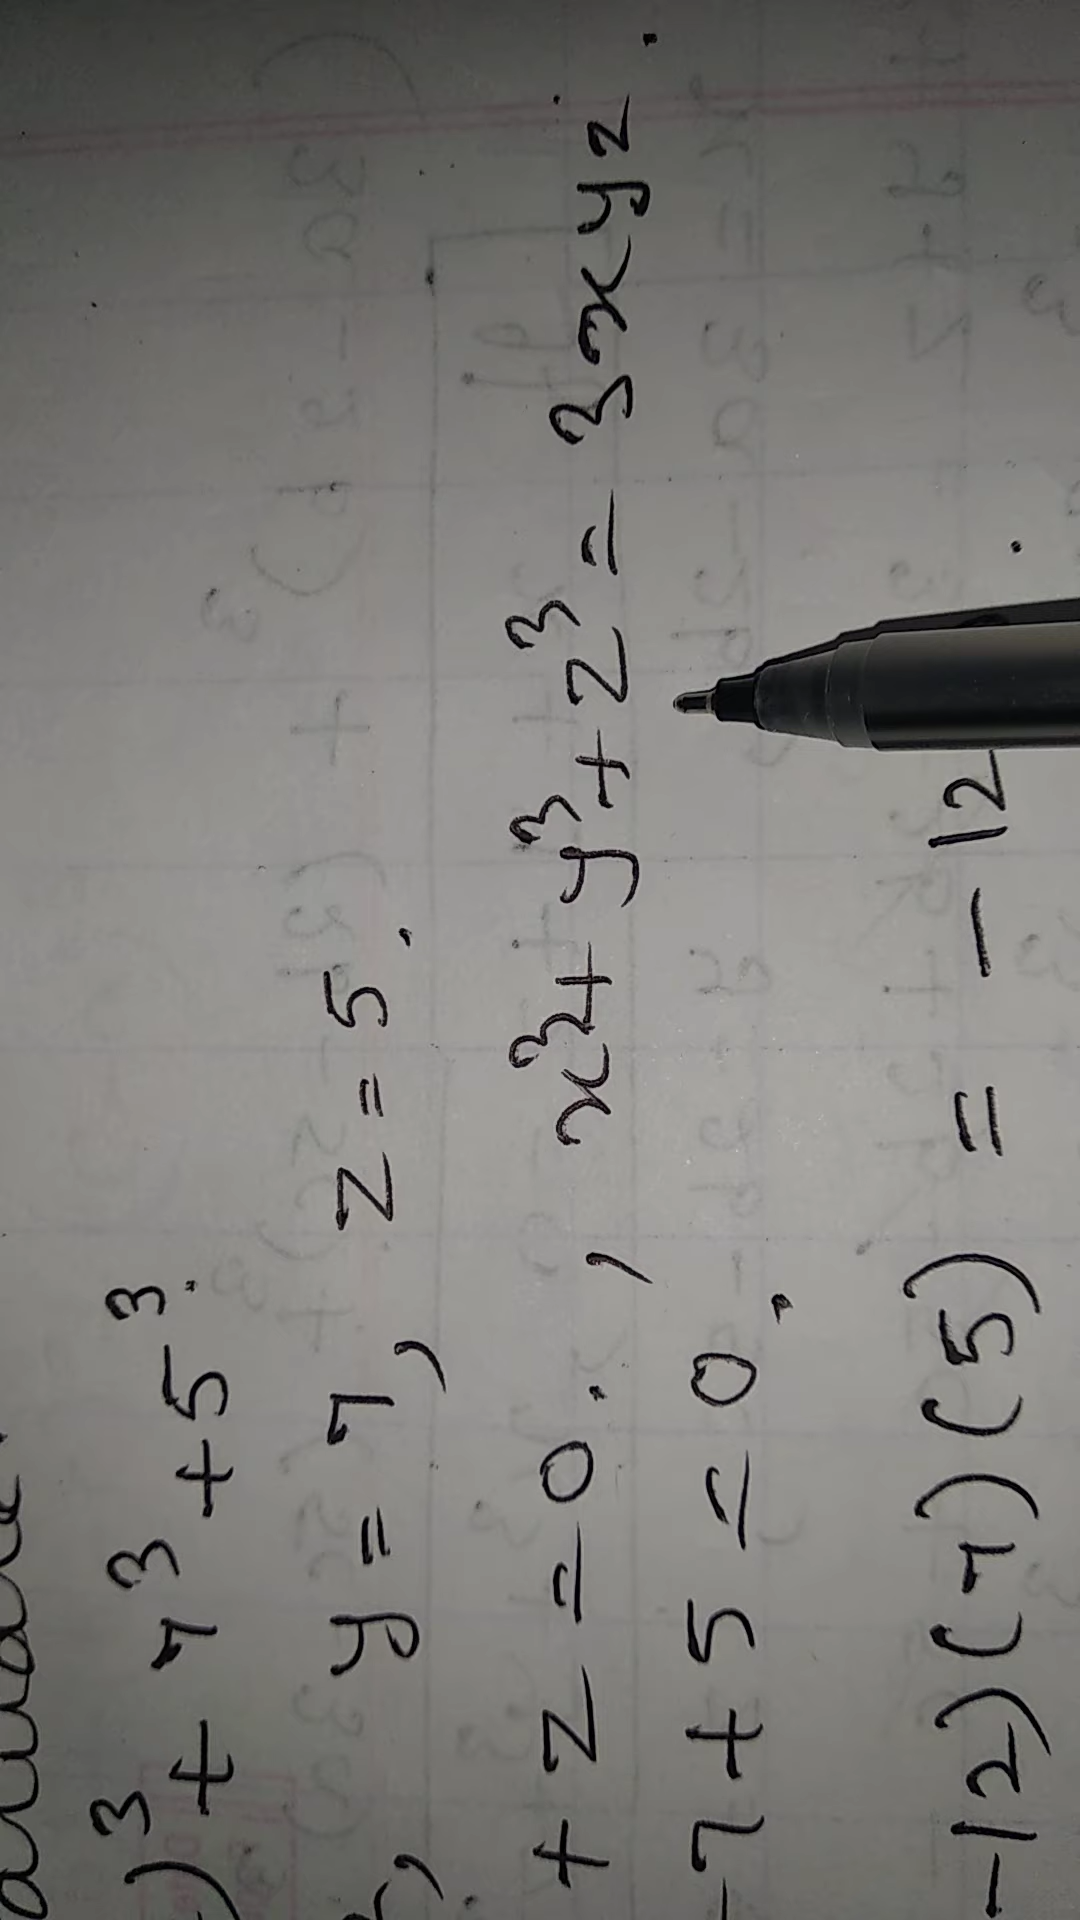 )³ + 7³ + 5³.
, y = 7, z = 5.
+ z = 0., x³ + y³ + z³ = 3xyz.
7 + 5 = 0.
-12)(7)(5) = - 12